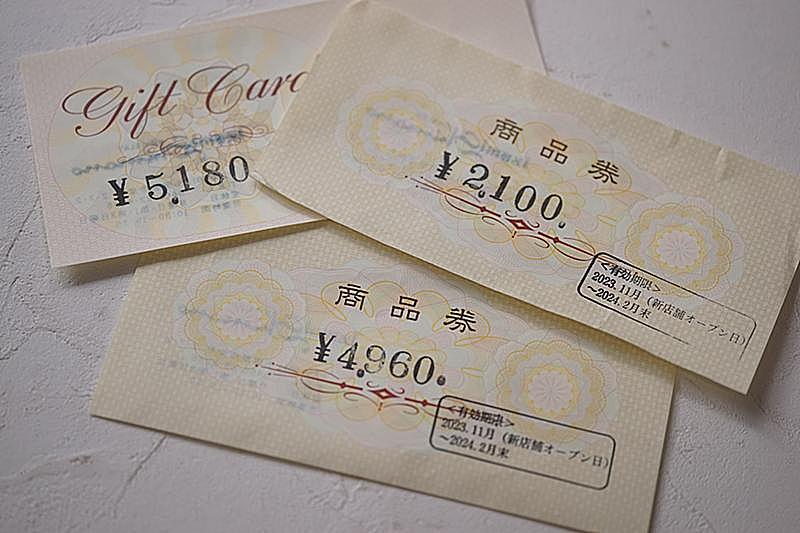 Gift Card
¥5,180
商品券
¥2,100.
<有効期限>
2023.11月（新店舗オープン日）
～2024.2月末
商品券
¥4,960.
<有効期限>
2023.11月（新店舗オープン日）
～2024.2月末